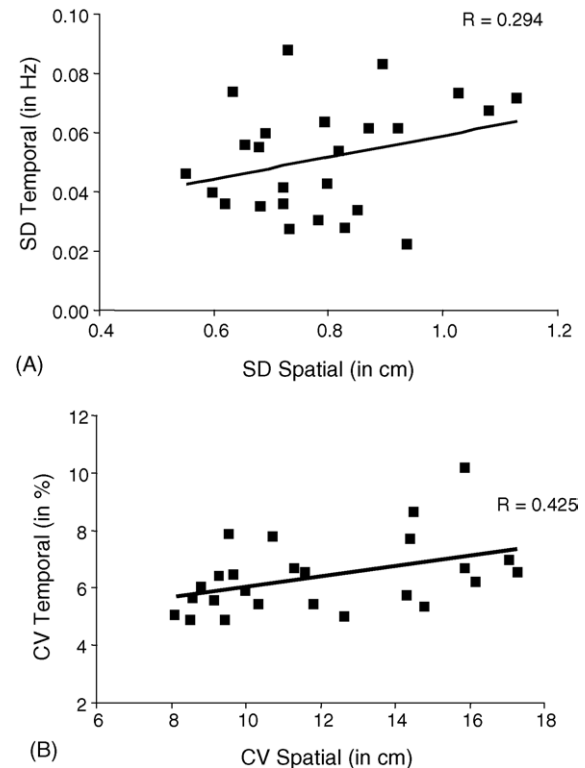 R = 0.294
0.10
0.08
0.06
0.04
0.02
0.00
SD Temporal (in Hz)
0.4 0.6 0.8 1.0 1.2
SD Spatial (in cm)
(A)
12
10
8
6
4
2
CV Temporal (in %)
R = 0.425
6 8 10 12 14 16 18
CV Spatial (in cm)
(B)